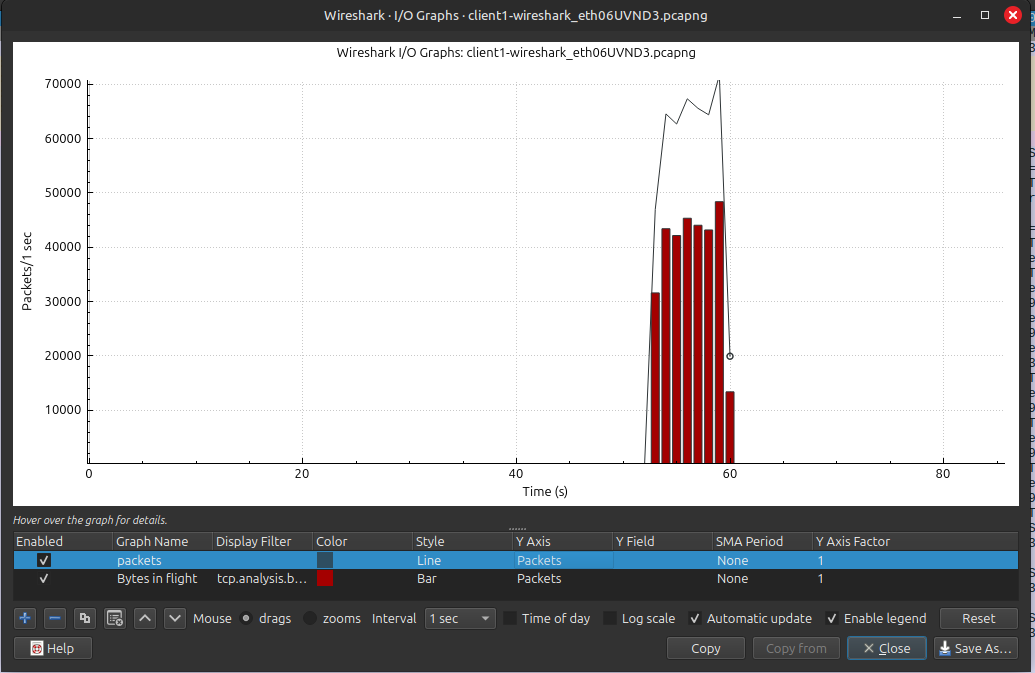 Wireshark · I/O Graphs · client1-wireshark_eth06UVND3.pcapng
Wireshark I/O Graphs: client1-wireshark_eth06UVND3.pcapng
70000
60000
50000
40000
30000
20000
10000
Packets/1 sec
0 20 40 60 80
Time (s)
Hover over the graph for details.
Enabled Graph Name Display Filter Color Style Y Axis Y Field SMA Period Y Axis Factor
packets Line Packets None 1
Bytes in flight tcp.analysis.b… Bar Packets None 1
Mouse drags zooms Interval 1 sec Time of day Log scale Automatic update Enable legend Reset
Help Copy Copy from Close Save As…